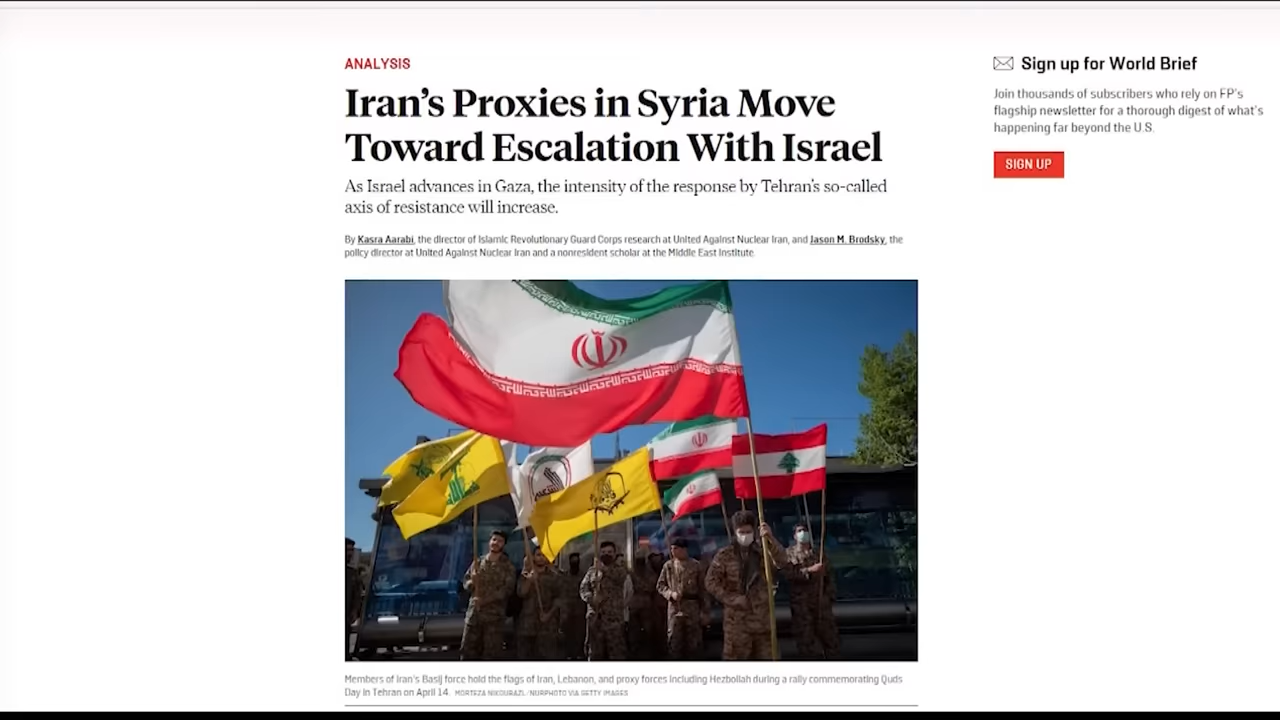 ANALYSIS
Iran's Proxies in Syria Move
Toward Escalation With Israel
As Israel advances in Gaza, the intensity of the response by Tehran's so-called
axis of resistance will increase.
By Kasra Aarabi, the director of Islamic Revolutionary Guard Corps research at United Against Nuclear Iran, and Jason M. Brodsky, the
policy director at United Against Nuclear Iran and a nonresident scholar at the Middle East Institute.
Members of Iran's Basij force hold the flags of Iran, Lebanon, and proxy forces including Hezbollah during a rally commemorating Quds
Day in Tehran on April 14. MORTEZA NIKOUBAZL/NURPHOTO VIA GETTY IMAGES
Sign up for World Brief
Join thousands of subscribers who rely on FP's
flagship newsletter for a thorough digest of what's
happening far beyond the U.S.
SIGN UP